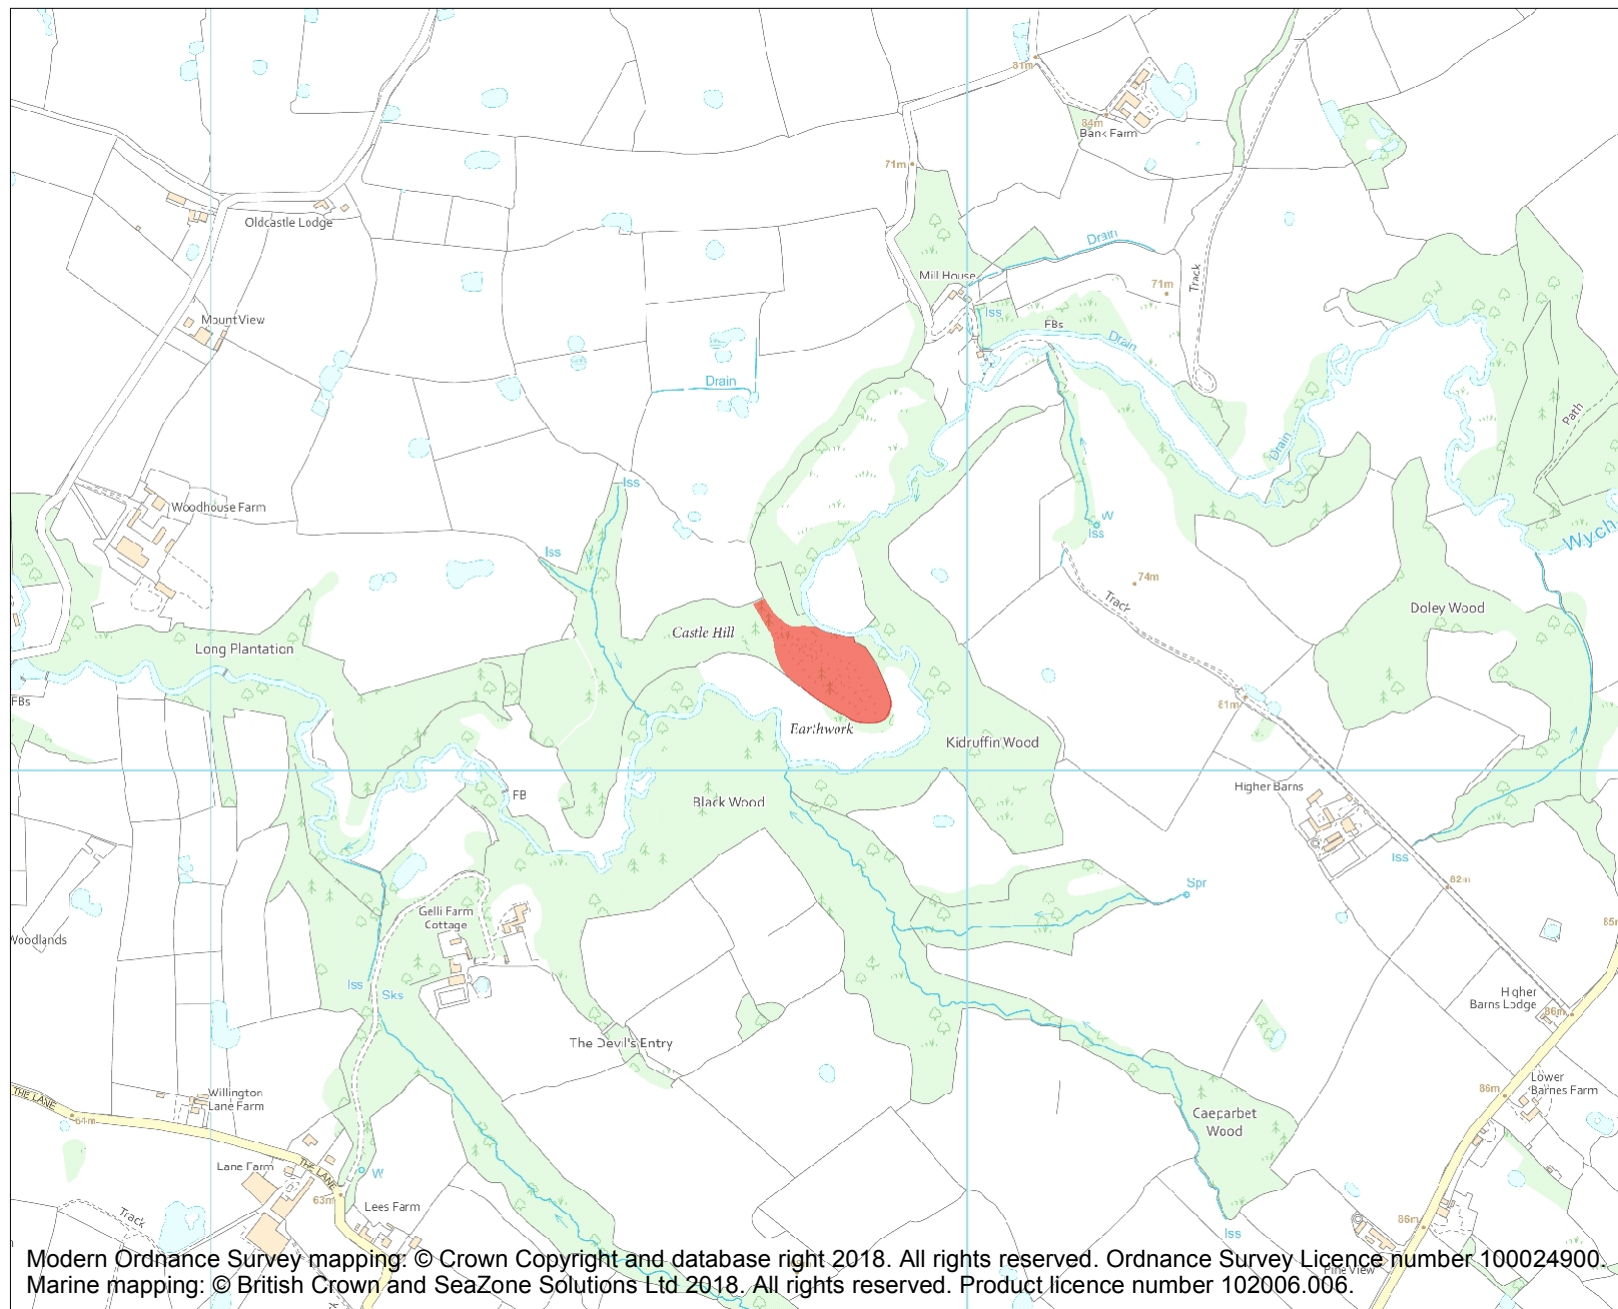 81m
84m
Bank Farm
71m
Oldcastle Lodge
Drain
Mill House
Track
71m
Iss
Mount View
FBs
Drain
Drain
Path
Drain
Iss
Woodhouse Farm
W
Iss
Iss
Wych
74m
Track
Doley Wood
Castle Hill
Long Plantation
FBs
81m
Earthwork
Kidruffin Wood
Higher Barns
FB
Black Wood
Iss
82m
Spr
Gelli Farm
Cottage
85m
Woodlands
Iss
Sks
Higher
Barns Lodge
86m
The Devil's Entry
Lower
Barnes Farm
86m
THE LANE
Willington
Lane Farm
61m
Caeparbet
Wood
Lane Farm
THE LANE
W
63m
Lees Farm
Track
86m
Iss
Pine View
Modern Ordnance Survey mapping: © Crown Copyright and database right 2018. All rights reserved. Ordnance Survey Licence number 100024900.
Marine mapping: © British Crown and SeaZone Solutions Ltd 2018. All rights reserved. Product licence number 102006.006.